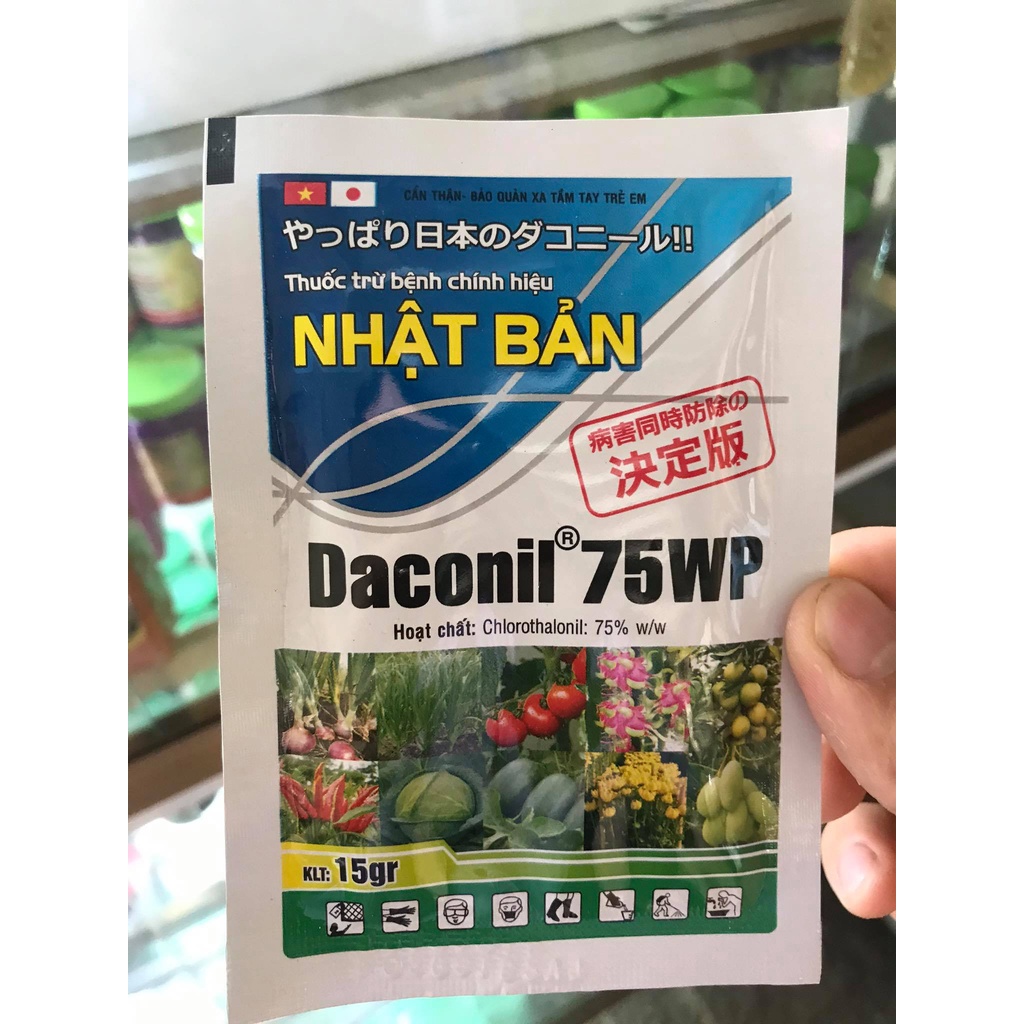 CẨN THẬN- BẢO QUẢN XA TẦM TAY TRẺ EM
やっぱり日本のダコニール!!
Thuốc trừ bệnh chính hiệu
NHẬT BẢN
病害同時防除の
決定版
Daconil® 75WP
Hoạt chất: Chlorothalonil: 75% w/w
KLT: 15gr